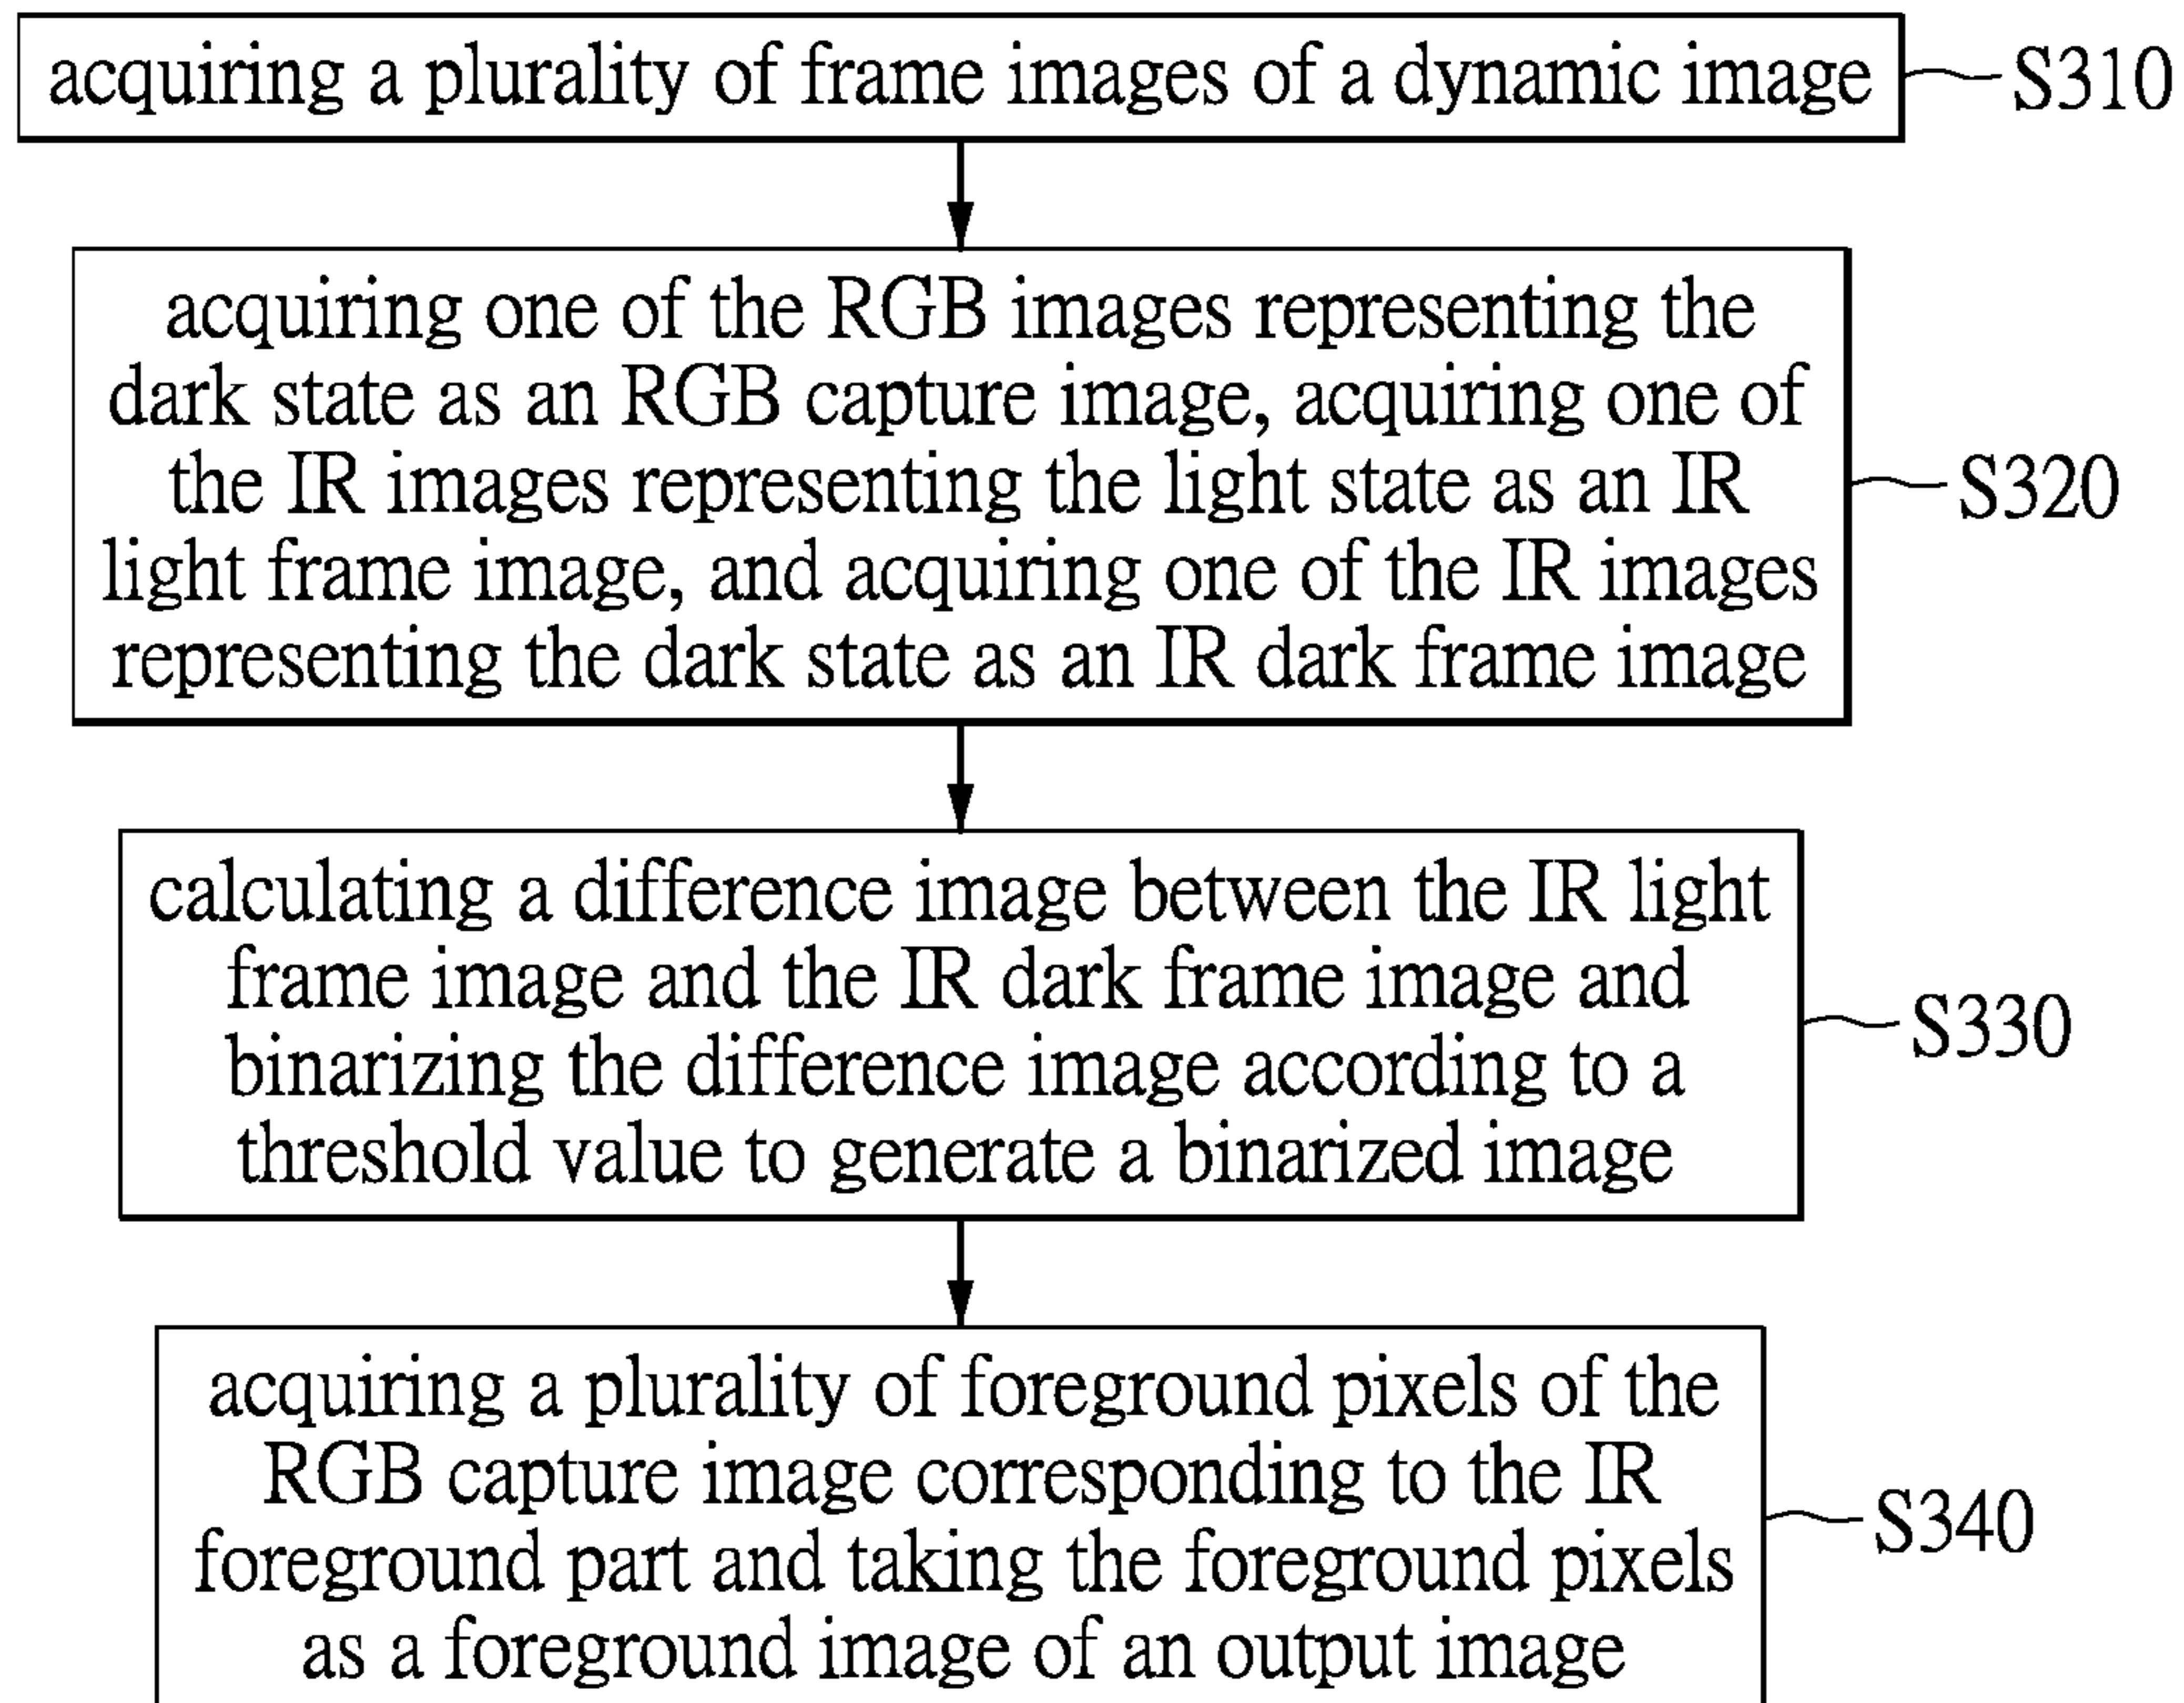 acquiring a plurality of frame images of a dynamic image
S310
acquiring one of the RGB images representing the
dark state as an RGB capture image, acquiring one of
the IR images representing the light state as an IR
light frame image, and acquiring one of the IR images
representing the dark state as an IR dark frame image
S320
calculating a difference image between the IR light
frame image and the IR dark frame image and
binarizing the difference image according to a
threshold value to generate a binarized image
S330
acquiring a plurality of foreground pixels of the
RGB capture image corresponding to the IR
foreground part and taking the foreground pixels
as a foreground image of an output image
S340